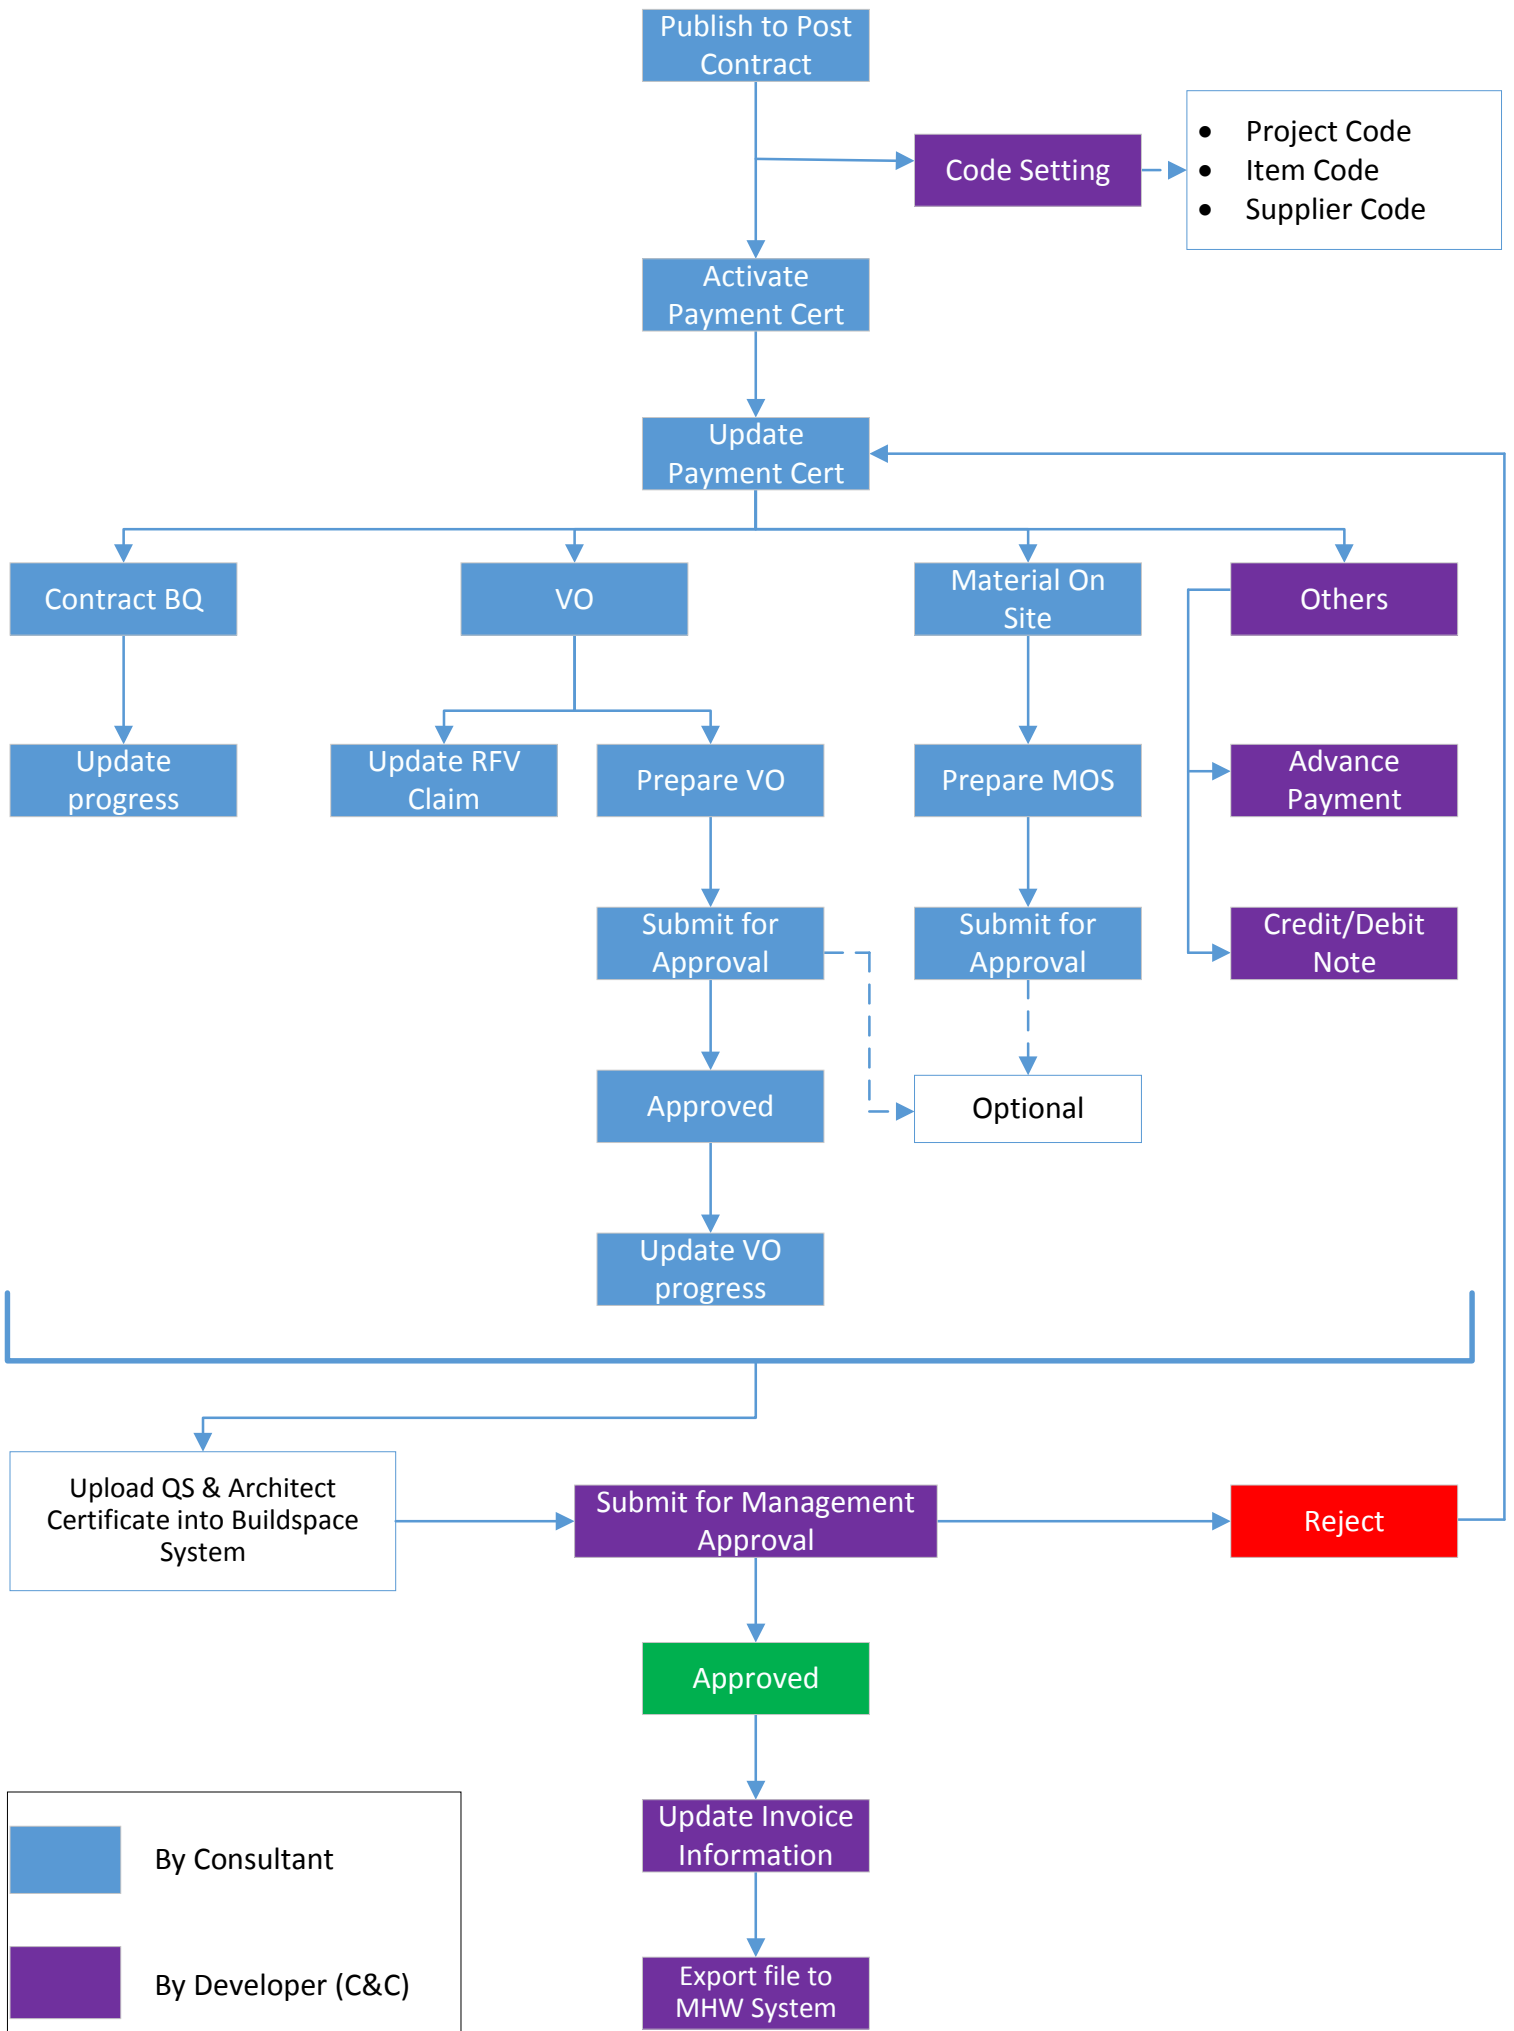 Publish to Post
Contract
Code Setting
• Project Code
• Item Code
• Supplier Code
Activate
Payment Cert
Update
Payment Cert
Contract BQ
VO
Material On
Site
Others
Update
progress
Update RFV
Claim
Prepare VO
Prepare MOS
Advance
Payment
Submit for
Approval
Submit for
Approval
Credit/Debit
Note
Approved
Optional
Update VO
progress
Upload QS & Architect
Certificate into Buildspace
System
Submit for Management
Approval
Reject
Approved
Update Invoice
Information
Export file to
MHW System
By Consultant
By Developer (C&C)